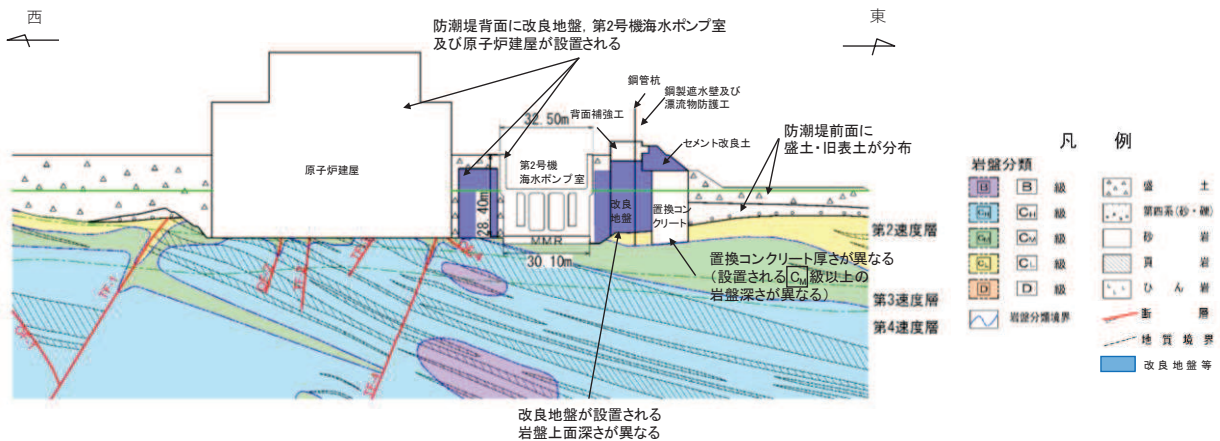 西
東
防潮堤背面に改良地盤，第2号機海水ポンプ室
及び原子炉建屋が設置される
鋼管杭
鋼製遮水壁及び
漂流物防護工
背面補強工
32.50m
セメント改良土
防潮堤前面に
盛土・旧表土が分布
原子炉建屋
第2号機
海水ポンプ室
28.40m
改良
地盤
置換コン
クリート
MMR
30.10m
第2速度層
置換コンクリート厚さが異なる
（設置されるCM級以上の
岩盤深さが異なる）
第3速度層
第4速度層
TF-1
TF-4
改良地盤が設置される
岩盤上面深さが異なる
凡 例
岩盤分類
B B 級
CH CH 級
CM CM 級
CL CL 級
D D 級
岩盤分類境界
盛 土
第四系(砂・礫)
砂 岩
頁 岩
ひ ん 岩
断 層
地 質 境 界
改 良 地 盤 等